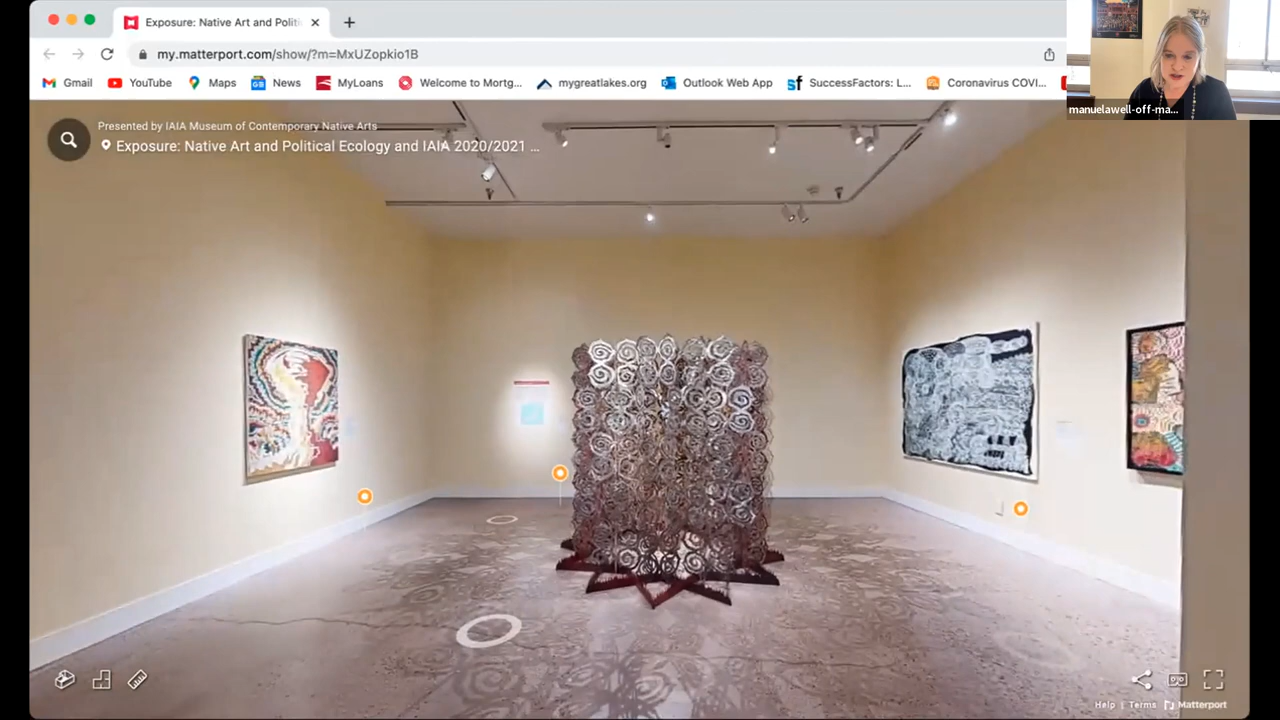 Exposure: Native Art and Politi
my.matterport.com/show/?m=MxUZopkio1B
Gmail
YouTube
Maps
News
MyLoans
Welcome to Mortg...
mygreatlakes.org
Outlook Web App
SuccessFactors: L...
Coronavirus COVI...
manuelawell-off-ma...
Presented by IAIA Museum of Contemporary Native Arts
Exposure: Native Art and Political Ecology and IAIA 2020/2021 ...
Help | Terms
Matterport